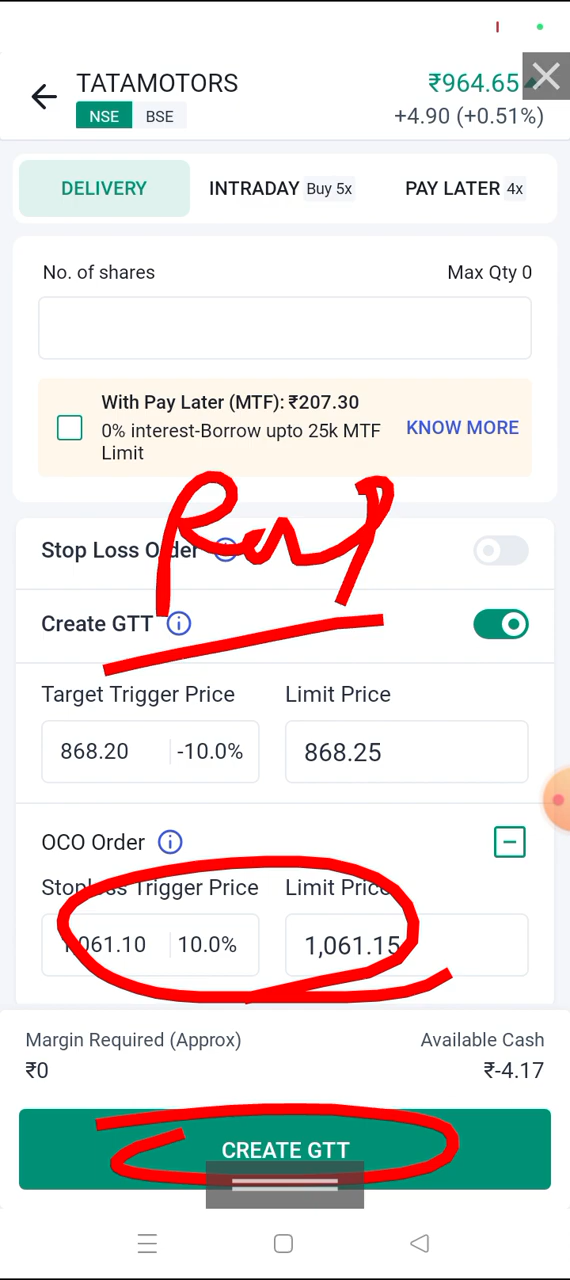 TATAMOTORS
₹964.65
NSE BSE
+4.90 (+0.51%)
DELIVERY INTRADAY Buy 5x PAY LATER 4x
No. of shares Max Qty 0
With Pay Later (MTF): ₹207.30
0% interest-Borrow upto 25k MTF
Limit
KNOW MORE
Stop Loss Order
Create GTT
Target Trigger Price Limit Price
868.20 -10.0% 868.25
OCO Order
Stoploss Trigger Price Limit Price
1,061.10 10.0% 1,061.15
Margin Required (Approx) Available Cash
₹0 ₹-4.17
CREATE GTT